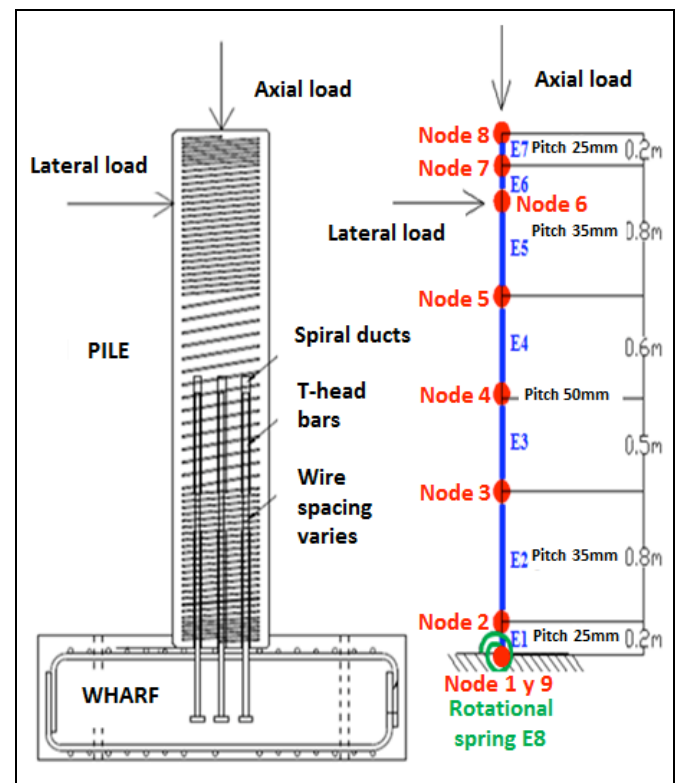 Axial load
Lateral load
PILE
Spiral ducts
T-head
bars
Wire
spacing
varies
WHARF
Axial load
Node 8
E7 Pitch 25mm 0.2m
Node 7
E6
Node 6
Lateral load
Pitch 35mm 0.8m
E5
Node 5
E4
0.6m
Node 4
Pitch 50mm
E3
0.5m
Node 3
E2 Pitch 35mm 0.8m
Node 2
E1 Pitch 25mm 0.2m
Node 1 y 9
Rotational
spring E8